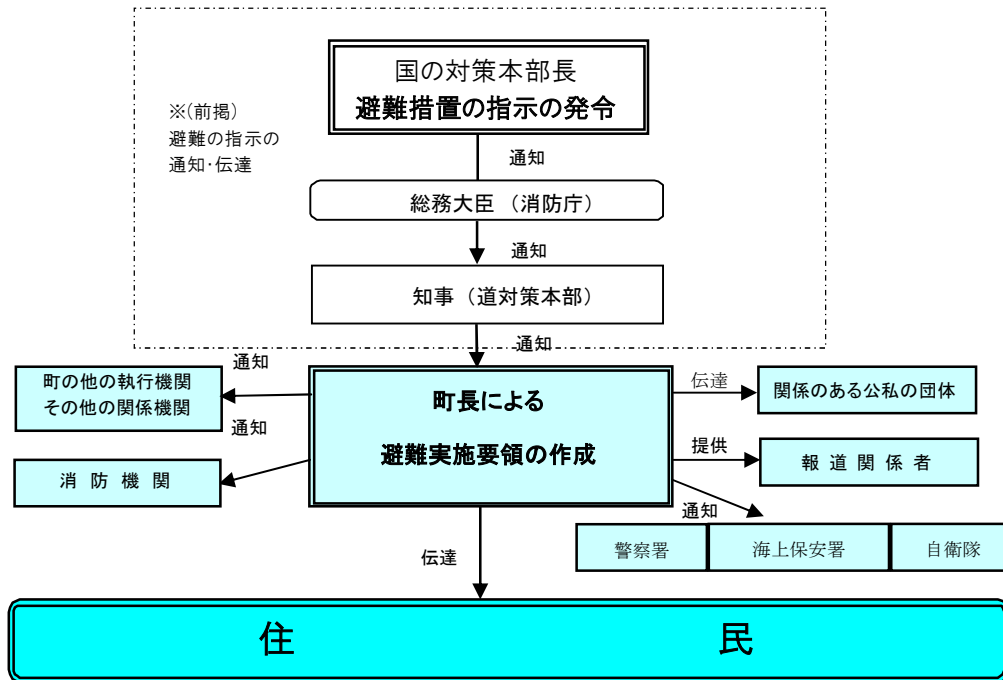 国の対策本部長
避難措置の指示の発令
※(前掲)
避難の指示の
通知･伝達
通知
総務大臣 （消防庁）
通知
知事 （道対策本部）
通知
通知
町の他の執行機関
その他の関係機関
町長による
避難実施要領の作成
伝達
関係のある公私の団体
通知
消 防 機 関
提供
報 道 関 係 者
通知
警察署
海上保安署
自衛隊
伝達
住 民